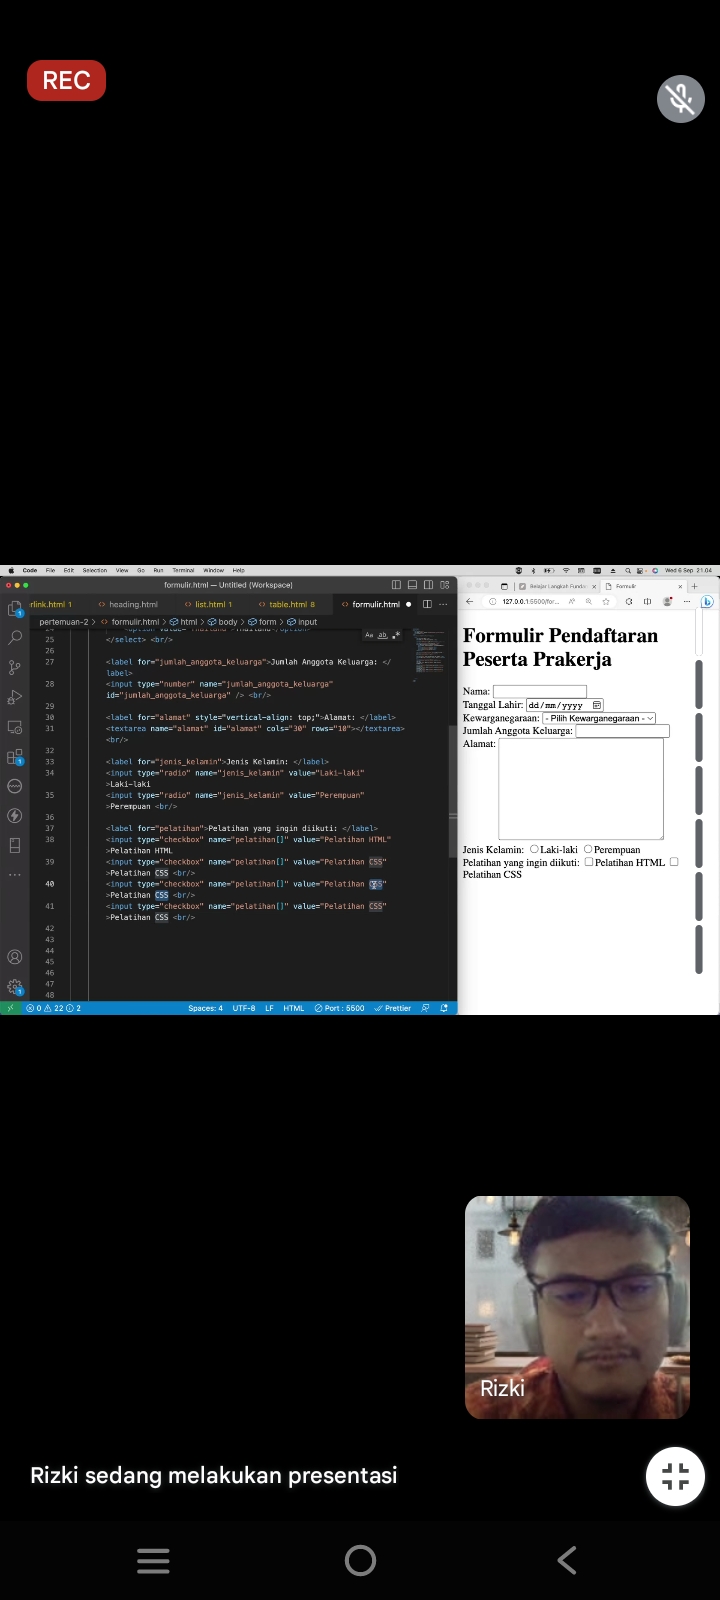 REC
Code File Edit Selection View Go Run Terminal Window Help
Wed 6 Sep 21.04
formulir.html — Untitled (Workspace)
rlink.html 1 heading.html list.html 1 table.html 8 formulir.html
pertemuan-2 > formulir.html > html > body > form > input
25 </select> <br/>
26
27 <label for="jumlah_anggota_keluarga">Jumlah Anggota Keluarga: </
label>
28 <input type="number" name="jumlah_anggota_keluarga"
id="jumlah_anggota_keluarga" /> <br/>
29
30 <label for="alamat" style="vertical-align: top;">Alamat: </label>
31 <textarea name="alamat" id="alamat" cols="30" rows="10"></textarea>
<br/>
32
33 <label for="jenis_kelamin">Jenis Kelamin: </label>
34 <input type="radio" name="jenis_kelamin" value="Laki-laki"
>Laki-laki
35 <input type="radio" name="jenis_kelamin" value="Perempuan"
>Perempuan <br/>
36
37 <label for="pelatihan">Pelatihan yang ingin diikuti: </label>
38 <input type="checkbox" name="pelatihan[]" value="Pelatihan HTML"
>Pelatihan HTML
39 <input type="checkbox" name="pelatihan[]" value="Pelatihan CSS"
>Pelatihan CSS <br/>
40 <input type="checkbox" name="pelatihan[]" value="Pelatihan CSS"
>Pelatihan CSS <br/>
41 <input type="checkbox" name="pelatihan[]" value="Pelatihan CSS"
>Pelatihan CSS <br/>
42
43
44
45
46
47
48
0 22 2 Spaces: 4 UTF-8 LF HTML Port : 5500 Prettier
Belajar Langkah Formulir
127.0.0.1:5500/for...
Formulir Pendaftaran
Peserta Prakerja
Nama:
Tanggal Lahir: dd/mm/yyyy
Kewarganegaraan: - Pilih Kewarganegaraan -
Jumlah Anggota Keluarga:
Alamat:
Jenis Kelamin: Laki-laki Perempuan
Pelatihan yang ingin diikuti: Pelatihan HTML
Pelatihan CSS
Rizki
Rizki sedang melakukan presentasi